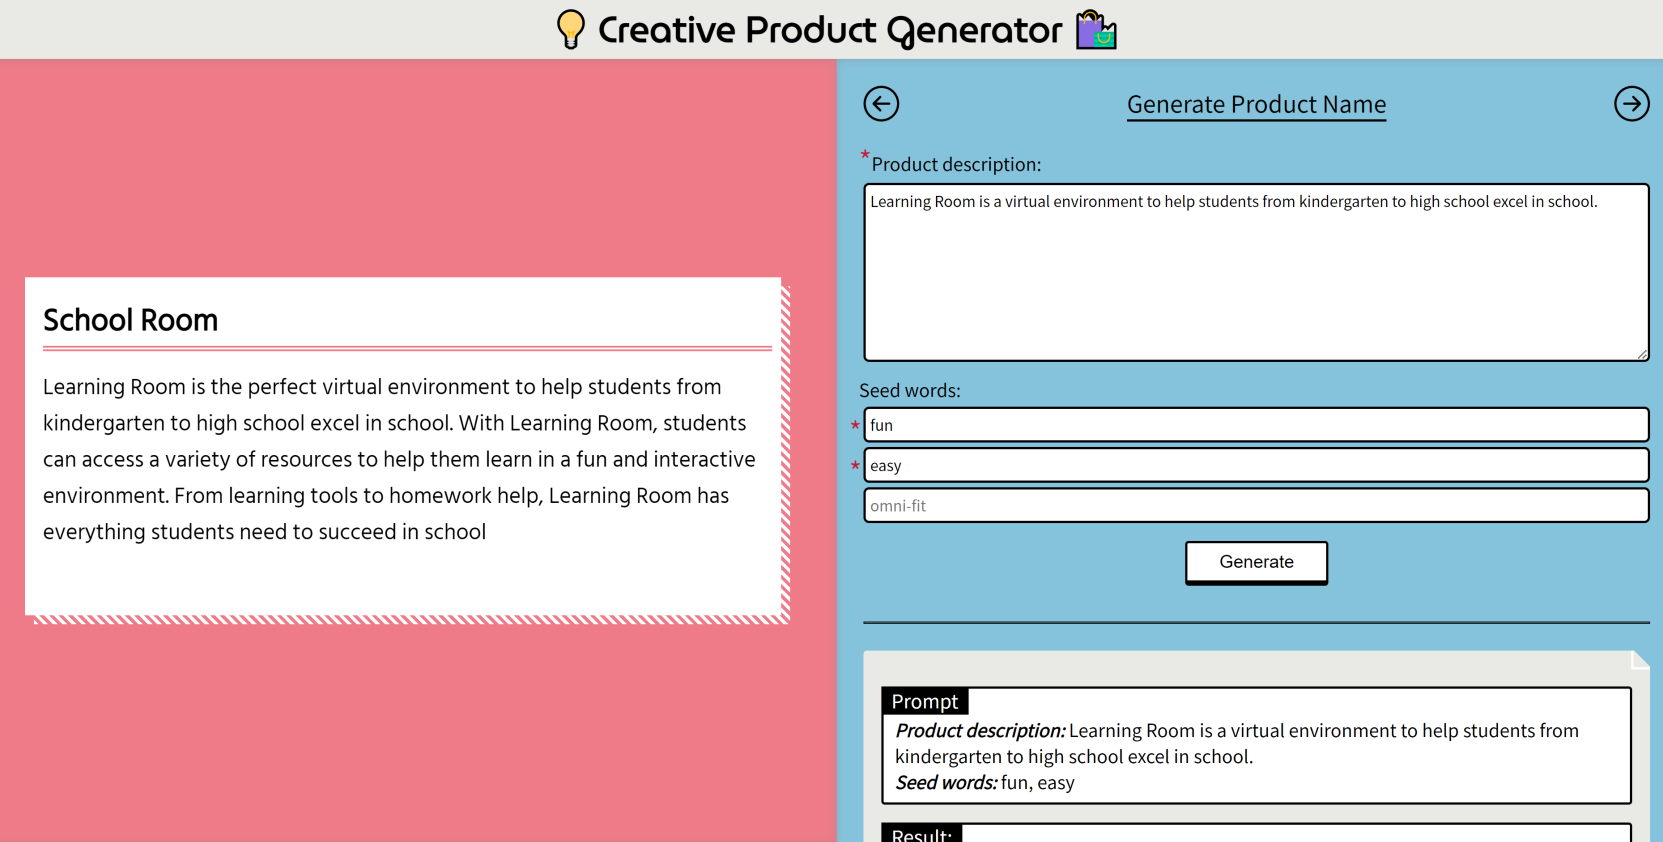 Creative Product Generator
School Room
Learning Room is the perfect virtual environment to help students from
kindergarten to high school excel in school. With Learning Room, students
can access a variety of resources to help them learn in a fun and interactive
environment. From learning tools to homework help, Learning Room has
everything students need to succeed in school
Generate Product Name
*Product description:
Learning Room is a virtual environment to help students from kindergarten to high school excel in school.
Seed words:
* fun
* easy
omni-fit
Generate
Prompt
Product description: Learning Room is a virtual environment to help students from
kindergarten to high school excel in school.
Seed words: fun, easy
Result: